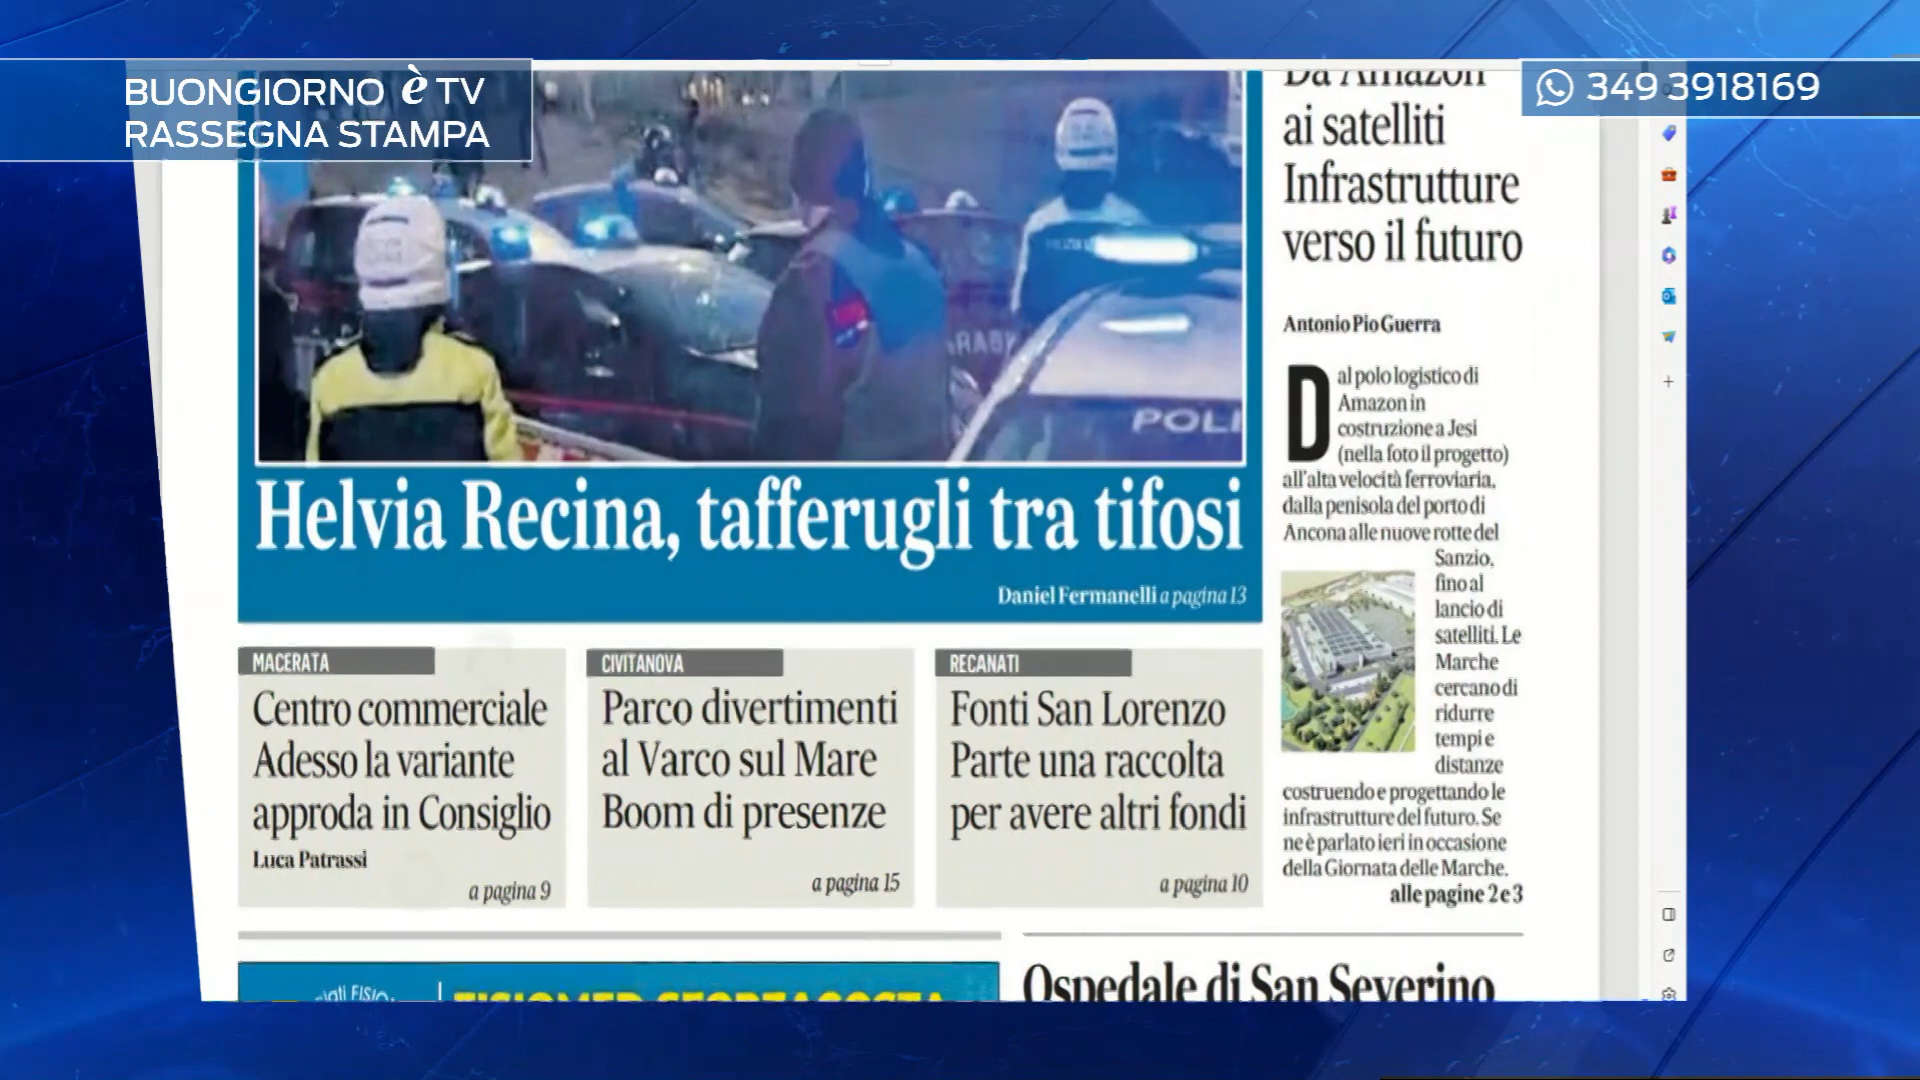 BUONGIORNO è TV
RASSEGNA STAMPA
349 3918169
POLI
Helvia Recina, tafferugli tra tifosi
Daniel Fermanelli a pagina 13
MACERATA
Centro commerciale
Adesso la variante
approda in Consiglio
Luca Patrassi
a pagina 9
CIVITANOVA
Parco divertimenti
al Varco sul Mare
Boom di presenze
a pagina 15
RECANATI
Fonti San Lorenzo
Parte una raccolta
per avere altri fondi
a pagina 10
Da Amazon
ai satelliti
Infrastrutture
verso il futuro
Antonio Pio Guerra
Dal polo logistico di
Amazon in
costruzione a Jesi
(nella foto il progetto)
all'alta velocità ferroviaria,
dalla penisola del porto di
Ancona alle nuove rotte del
Sanzio,
fino al
lancio di
satelliti. Le
Marche
cercano di
ridurre
tempi e
distanze
costruendo e progettando le
infrastrutture del futuro. Se
ne è parlato ieri in occasione
della Giornata delle Marche.
alle pagine 2 e 3
Ospedale di San Severino